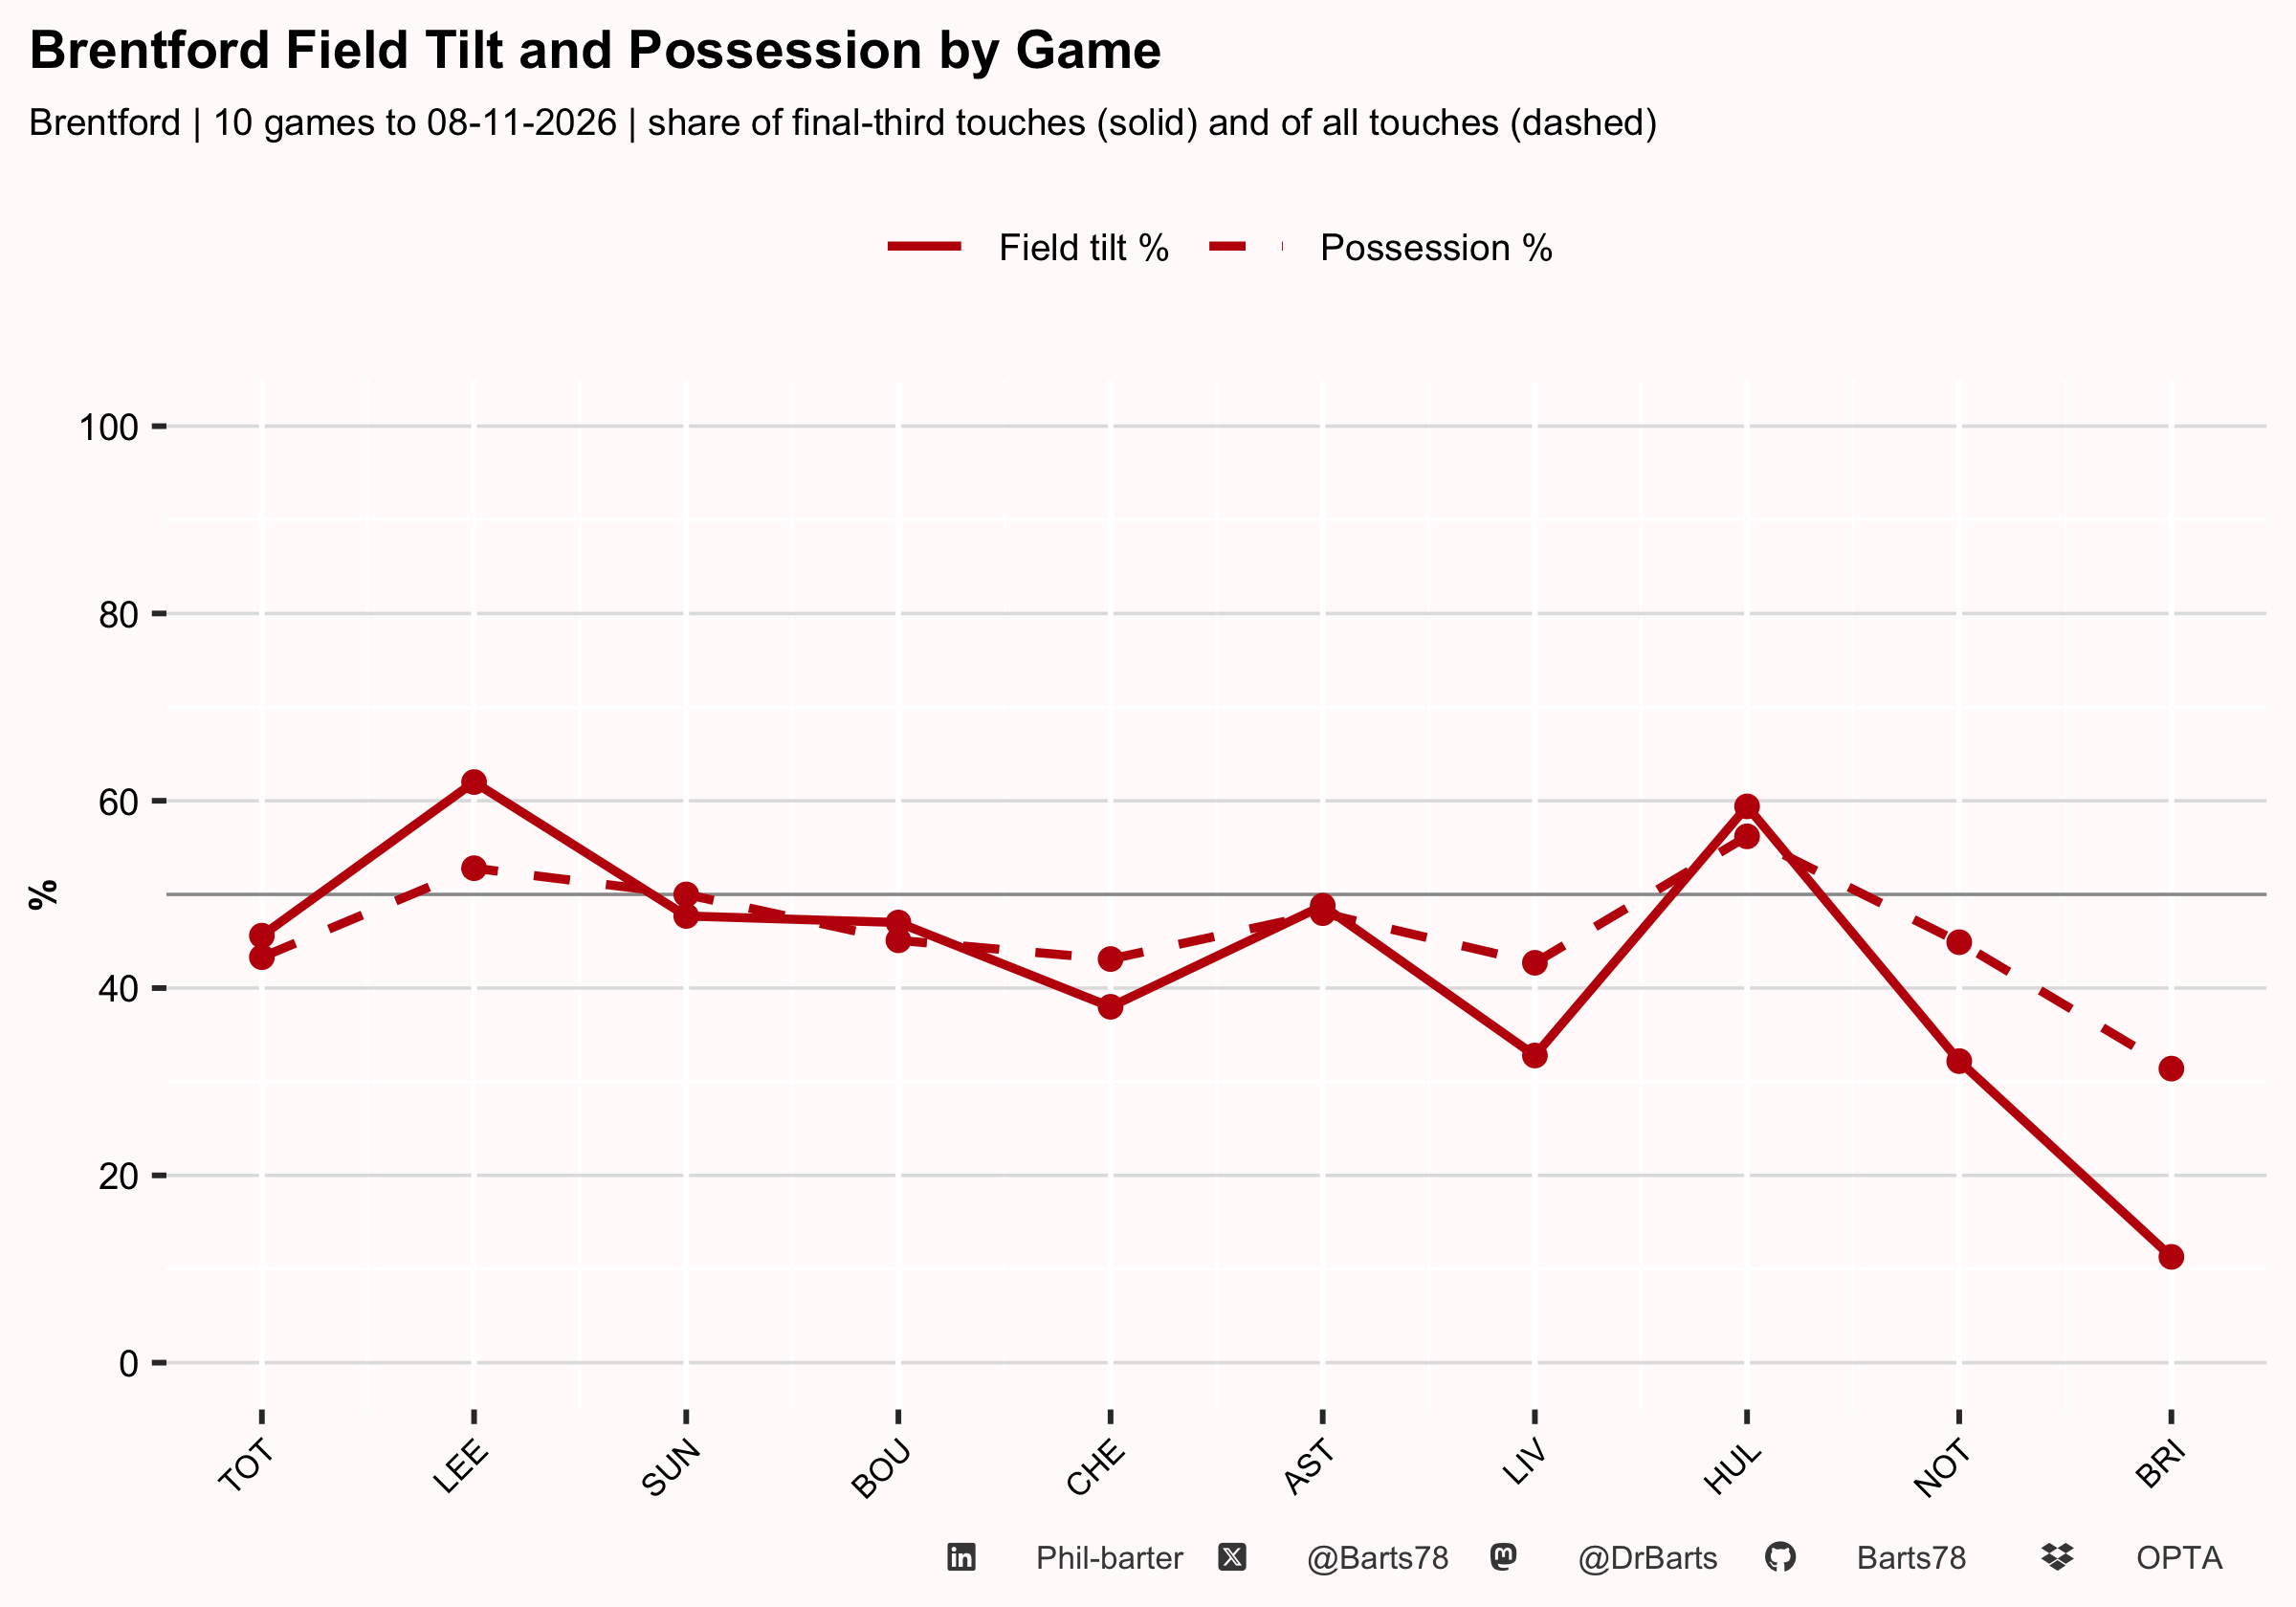 Brentford Field Tilt and Possession by Game
Brentford | 10 games to 08-11-2026 | share of final-third touches (solid) and of all touches (dashed)
Field tilt % Possession %
100
80
60
40
20
0
%
TOT LEE SUN BOU CHE AST LIV HUL NOT BRI
Phil-barter @Barts78 @DrBarts Barts78 OPTA